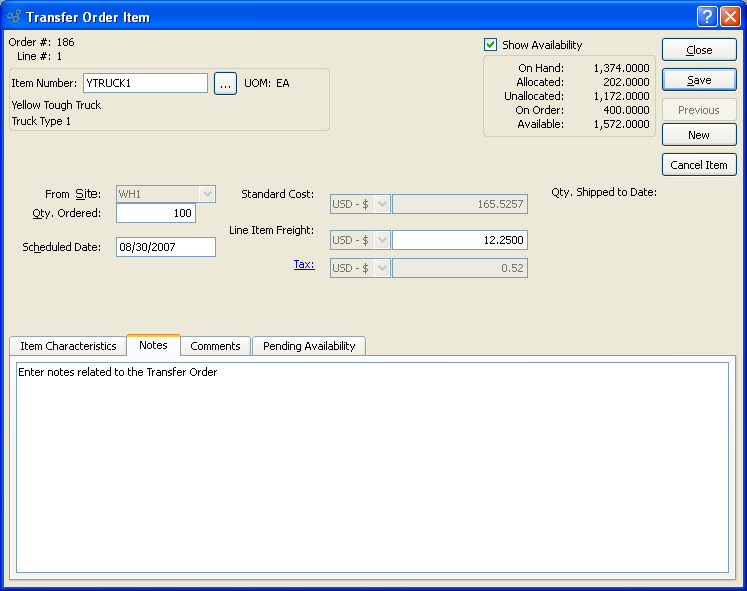 Transfer Order Item
Order #: 186
Line #: 1
Item Number: YTRUCK1 ... UOM: EA
Yellow Tough Truck
Truck Type 1
Show Availability
On Hand: 1,374.0000
Allocated: 202.0000
Unallocated: 1,172.0000
On Order: 400.0000
Available: 1,572.0000
Close
Save
Previous
New
Cancel Item
From Site: WH1
Qty. Ordered: 100
Scheduled Date: 08/30/2007
Standard Cost: USD - $ 165.5257
Line Item Freight: USD - $ 12.2500
Tax: USD - $ 0.52
Qty. Shipped to Date:
Item Characteristics Notes Comments Pending Availability
Enter notes related to the Transfer Order